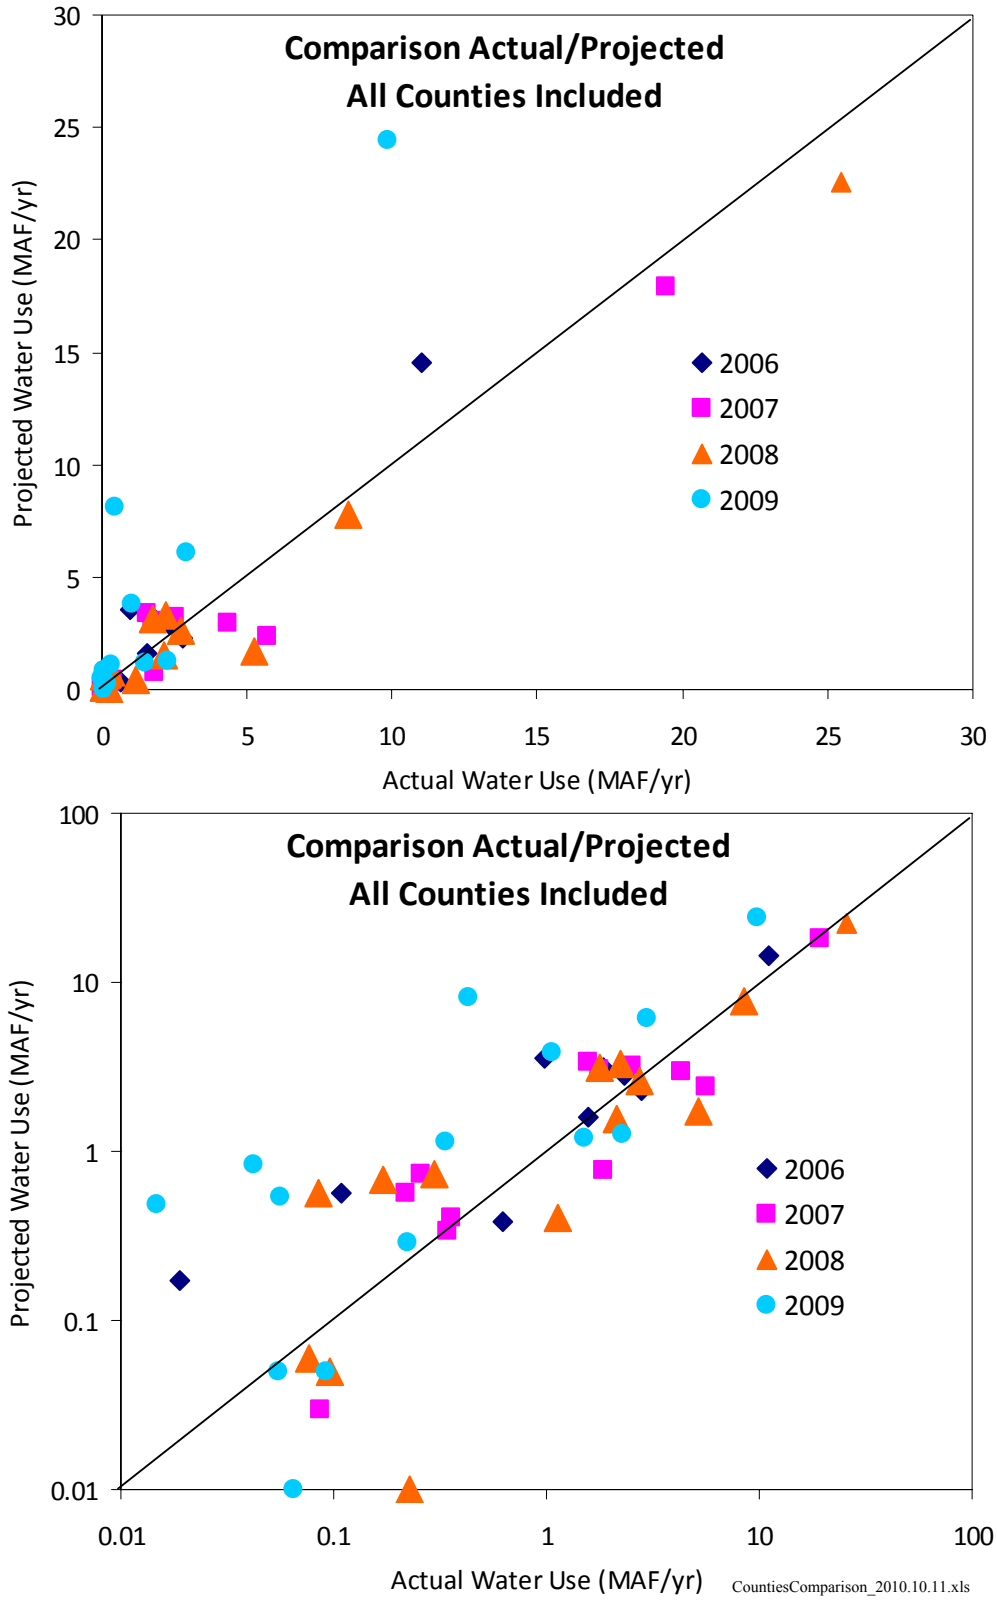 Comparison Actual/Projected
All Counties Included
30
25
20
15
10
5
0
Projected Water Use (MAF/yr)
2006
2007
2008
2009
0 5 10 15 20 25 30
Actual Water Use (MAF/yr)
Comparison Actual/Projected
All Counties Included
100
10
1
0.1
0.01
Projected Water Use (MAF/yr)
2006
2007
2008
2009
0.01 0.1 1 10 100
Actual Water Use (MAF/yr)
CountiesComparison_2010.10.11.xls